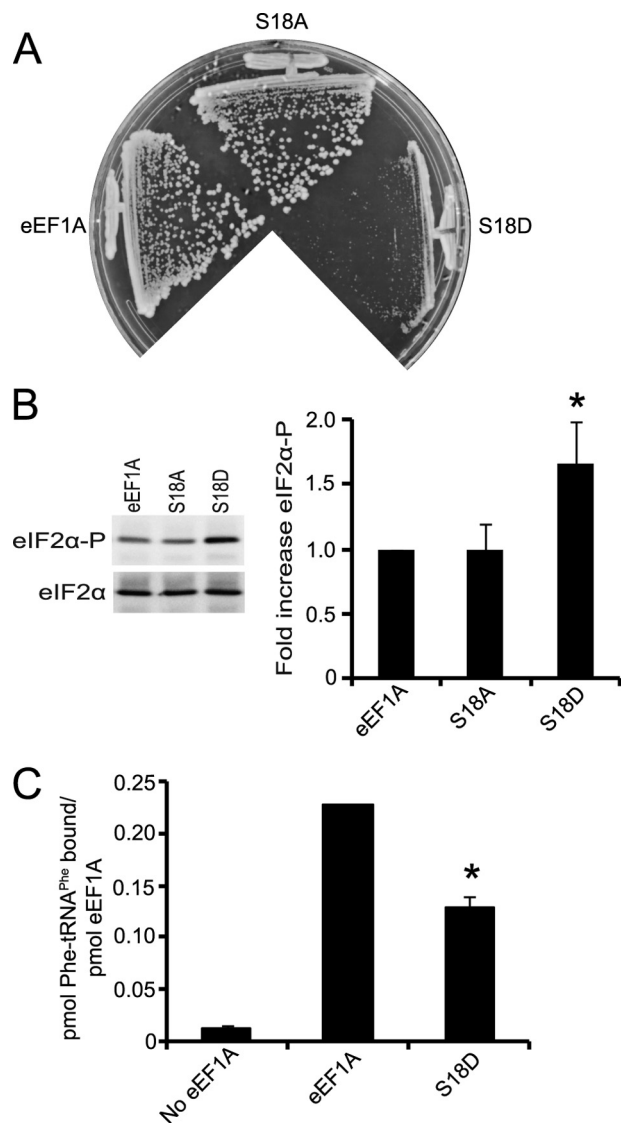 A
S18A
eEF1A
S18D
B
eEF1A
S18A
S18D
eIF2α-P
eIF2α
Fold increase eIF2α-P
2.0
*
1.5
1.0
0.5
0
eEF1A
S18A
S18D
C
pmol Phe-tRNAᴾʰᵉ bound/
pmol eEF1A
0.25
0.20
0.15
*
0.10
0.05
0
No eEF1A
eEF1A
S18D